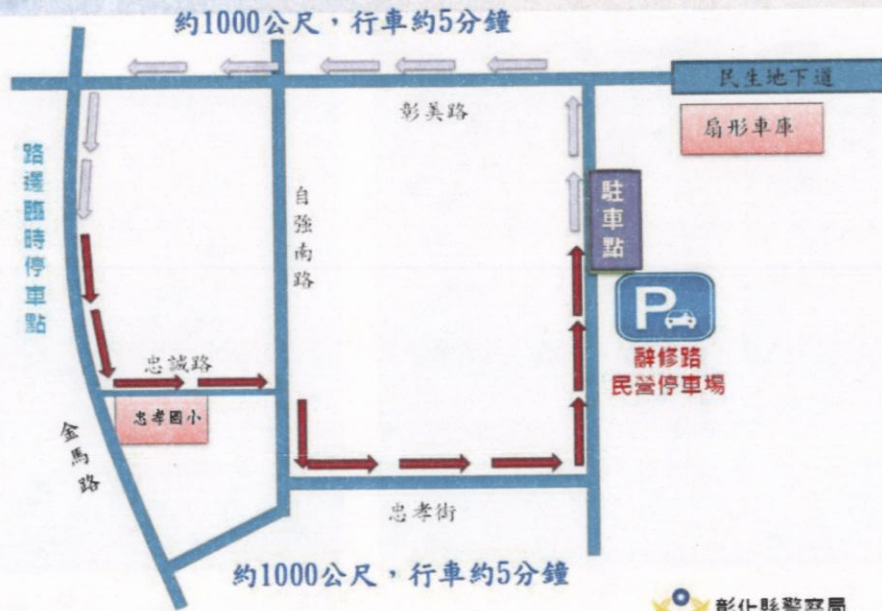 約1000公尺，行車約5分鐘
民生地下道
彰美路
扇形車庫
路邊臨時停車點
自強南路
駐車點
P
忠誠路
辭修路
民營停車場
忠孝國小
金馬路
忠孝街
約1000公尺，行車約5分鐘
彰化縣警察局